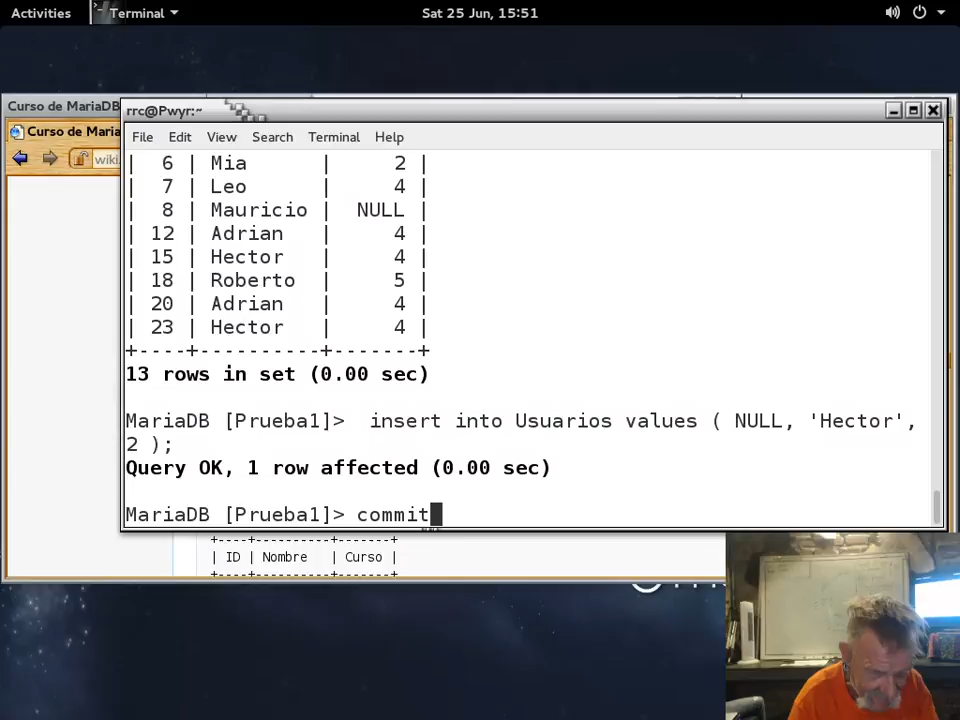 Activities Terminal Sat 25 Jun, 15:51
Curso de MariaDB rrc@Pwyr:~
Curso de Maria
wiki.
File Edit View Search Terminal Help
| 6 | Mia | 2 |
| 7 | Leo | 4 |
| 8 | Mauricio | NULL |
| 12 | Adrian | 4 |
| 15 | Hector | 4 |
| 18 | Roberto | 5 |
| 20 | Adrian | 4 |
| 23 | Hector | 4 |
+----+----------+-------+
13 rows in set (0.00 sec)
MariaDB [Prueba1]>  insert into Usuarios values ( NULL, 'Hector',
2 );
Query OK, 1 row affected (0.00 sec)
MariaDB [Prueba1]> commit
+----+----------+-------+
| ID | Nombre | Curso |
+----+----------+-------+